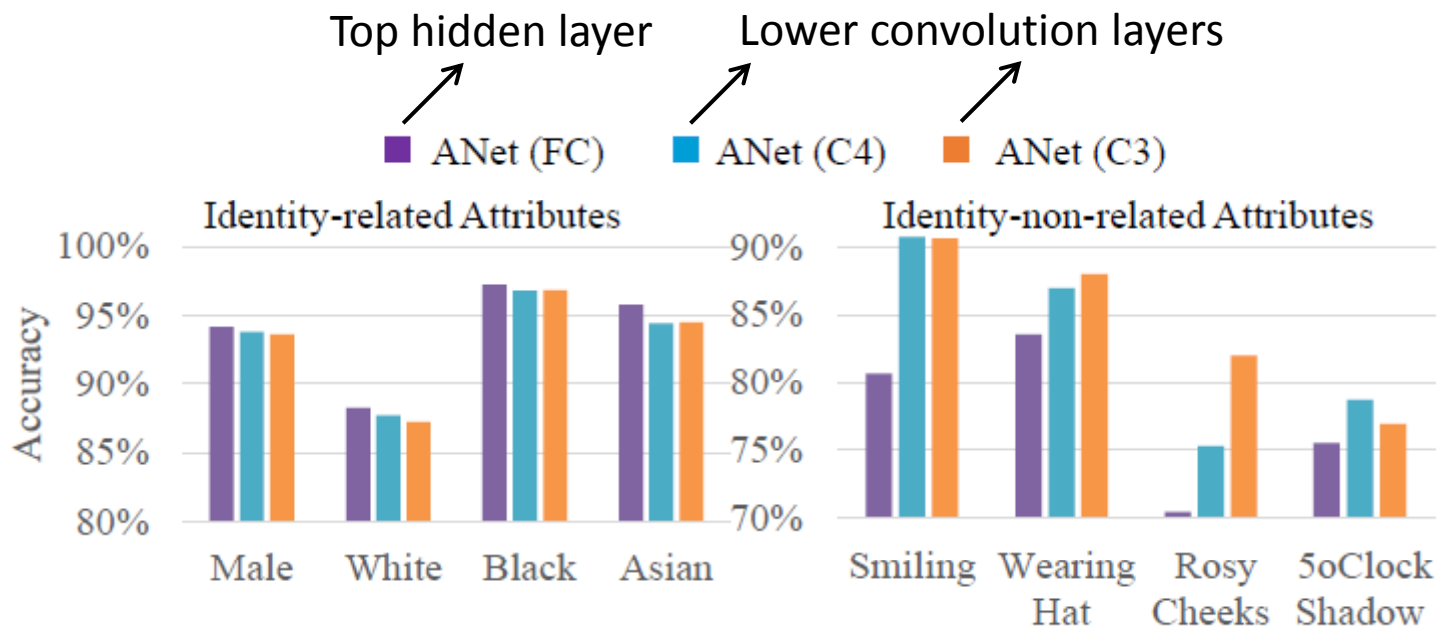 Top hidden layer Lower convolution layers
ANet (FC) ANet (C4) ANet (C3)
Identity-related Attributes
Accuracy
100%
95%
90%
85%
80%
Male White Black Asian
Identity-non-related Attributes
90%
85%
80%
75%
70%
Smiling Wearing Rosy 5oClock
Hat Cheeks Shadow